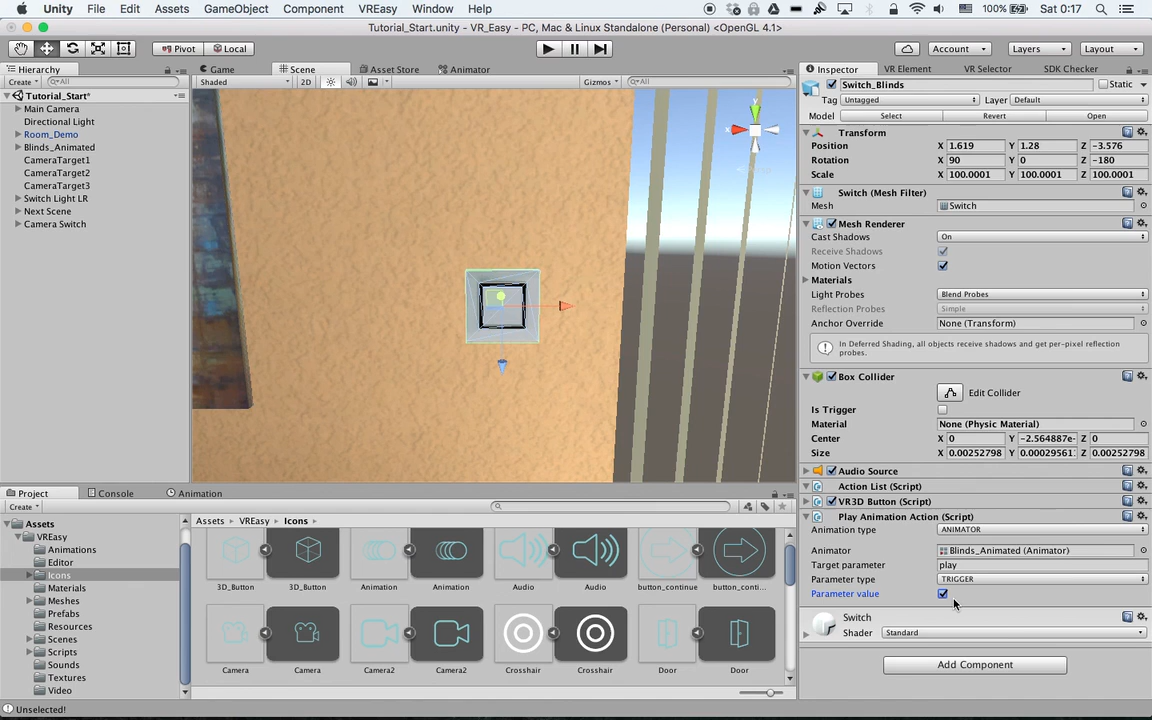 Unity File Edit Assets GameObject Component VREasy Window Help 100% Sat 0:17
Tutorial_Start.unity - VR_Easy - PC, Mac & Linux Standalone (Personal) <OpenGL 4.1>
Pivot Local Account Layers Layout
Hierarchy Game Scene Asset Store Animator Inspector VR Element VR Selector SDK Checker
Create All Shaded 2D Gizmos All
Switch_Blinds Static
Tag Untagged Layer Default
Model Select Revert Open
Tutorial_Start*
Main Camera
Directional Light
Room_Demo
Blinds_Animated
CameraTarget1
CameraTarget2
CameraTarget3
Switch Light LR
Next Scene
Camera Switch
y
x
Transform
Position X 1.619 Y 1.28 Z -3.576
Rotation X 90 Y 0 Z -180
Scale X 100.0001 Y 100.0001 Z 100.0001
Switch (Mesh Filter)
Mesh Switch
Mesh Renderer
Cast Shadows On
Receive Shadows
Motion Vectors
Materials
Light Probes Blend Probes
Reflection Probes Simple
Anchor Override None (Transform)
In Deferred Shading, all objects receive shadows and get per-pixel reflection
probes.
Box Collider
Edit Collider
Is Trigger
Material None (Physic Material)
Center X 0 Y -2.564887e- Z 0
Size X 0.00252798 Y 0.00029561 Z 0.00252798
Audio Source
Action List (Script)
VR3D Button (Script)
Play Animation Action (Script)
Animation type ANIMATOR
Animator Blinds_Animated (Animator)
Target parameter play
Parameter type TRIGGER
Parameter value
Switch
Shader Standard
Add Component
Project Console Animation
Create
Assets
VREasy
Animations
Editor
Icons
Materials
Meshes
Prefabs
Resources
Scenes
Scripts
Sounds
Textures
Video
Assets VREasy Icons
3D_Button 3D_Button Animation Animation Audio Audio button_continue button_conti...
Camera Camera Camera2 Camera2 Crosshair Crosshair Door Door
Unselected!